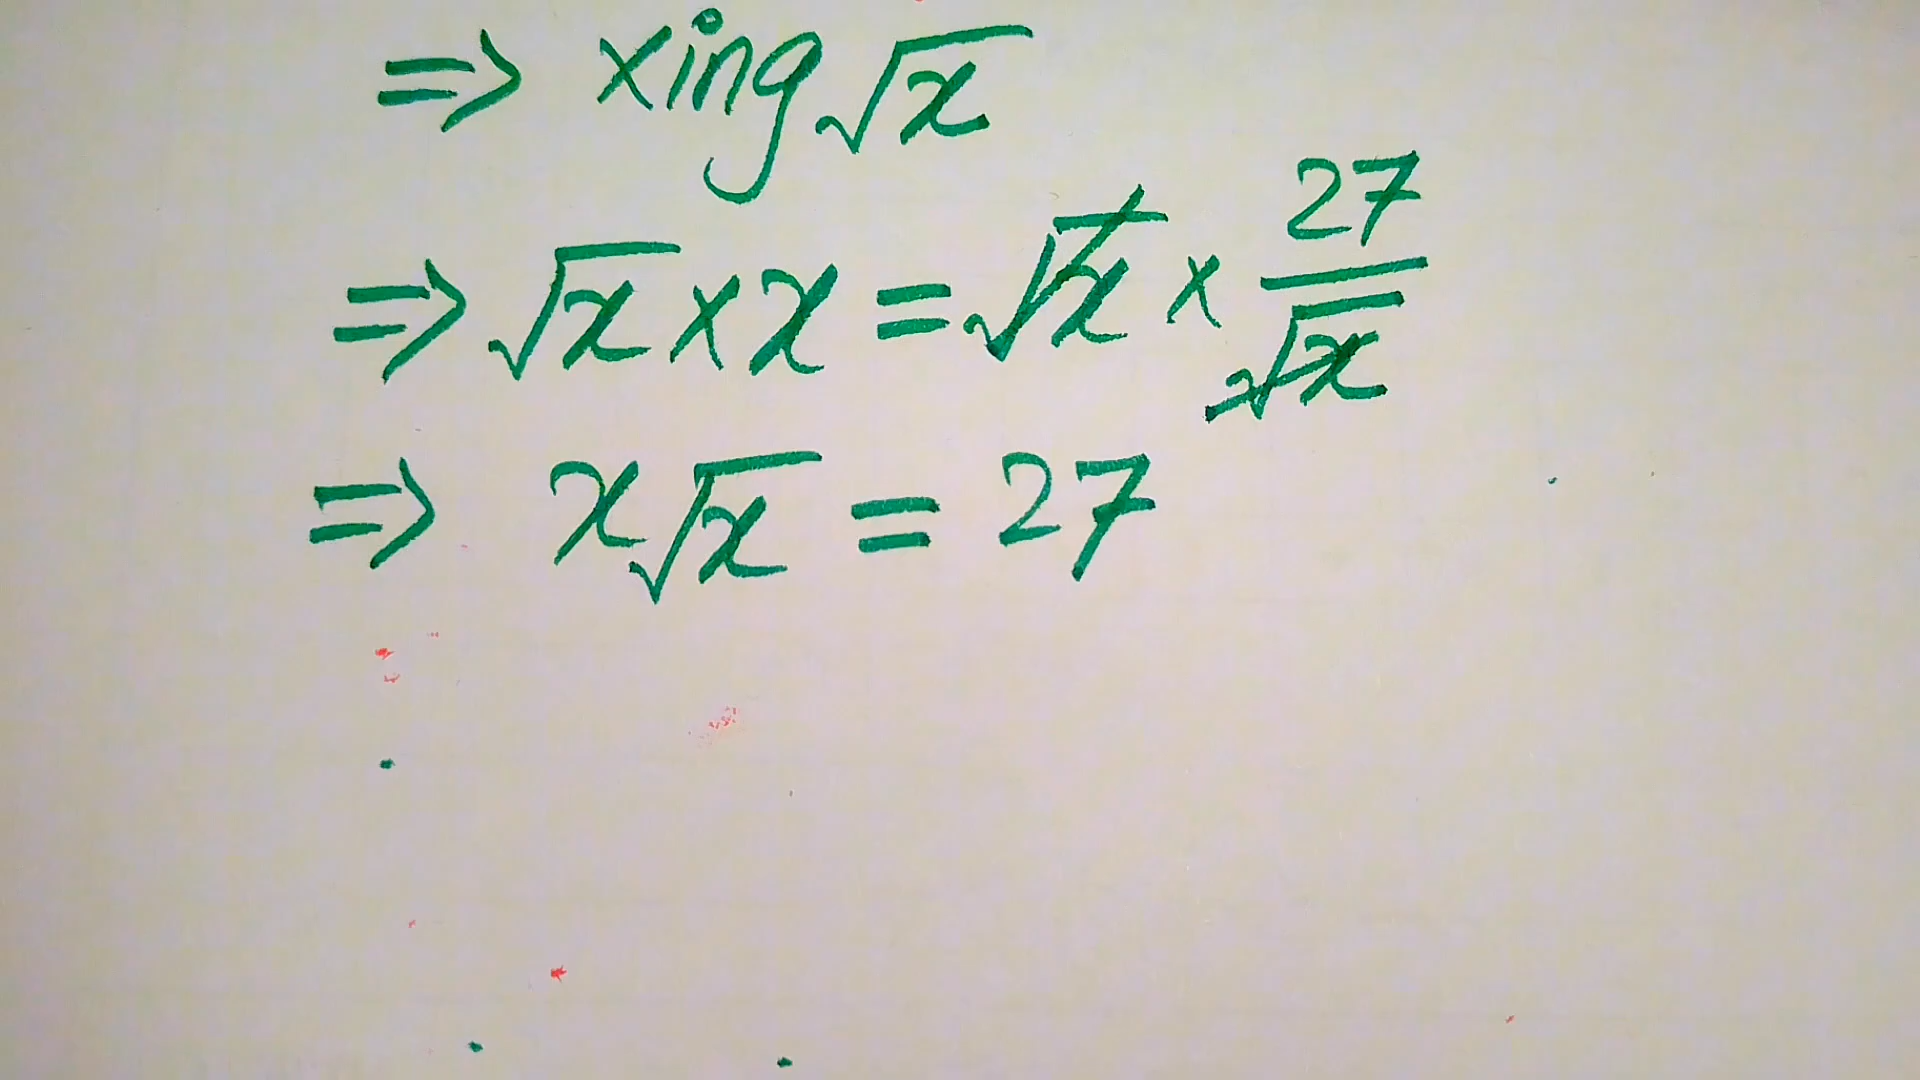 ⇒ xing √x
⇒ √x × x = √x × 27/√x
⇒ x√x = 27